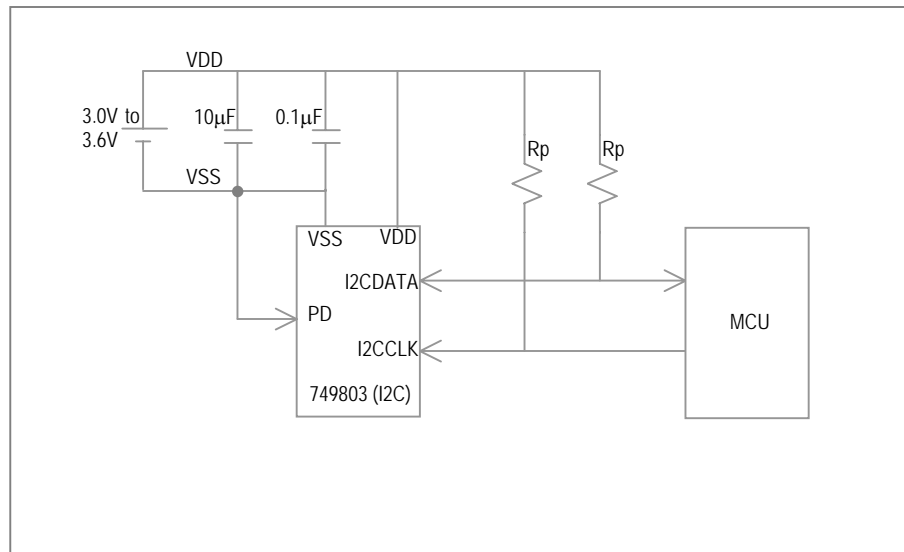 VDD
3.0V to
3.6V
10µF
0.1µF
Rp
Rp
VSS
VSS
VDD
I2CDATA
PD
MCU
I2CCLK
749803 (I2C)